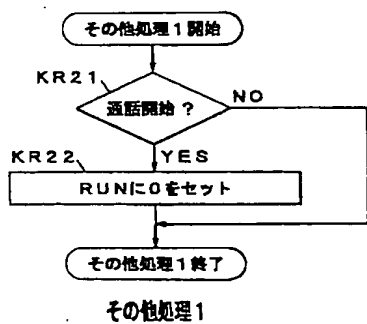 その他処理1開始
KR21
通話開始?
NO
KR22
YES
RUNに0をセット
その他処理1終了
その他処理1